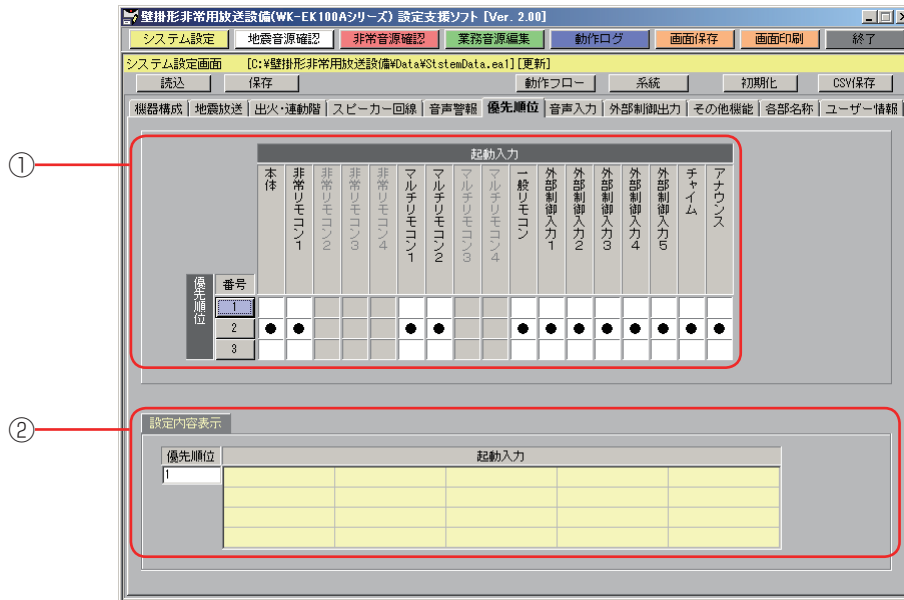 壁掛形非常用放送設備(WK-EK100Aシリーズ) 設定支援ソフト [Ver. 2.00]
システム設定 地震音源確認 非常音源確認 業務音源編集 動作ログ 画面保存 画面印刷 終了
システム設定画面 [C:¥壁掛形非常用放送設備¥Data¥StstemData.ea1][更新]
読込 保存 動作フロー 系統 初期化 CSV保存
機器構成 地震放送 出火・連動階 スピーカー回線 音声警報 優先順位 音声入力 外部制御出力 その他機能 各部名称 ユーザー情報
①
起動入力
本体
非常リモコン1
非常リモコン2
非常リモコン3
非常リモコン4
マルチリモコン1
マルチリモコン2
マルチリモコン3
マルチリモコン4
一般リモコン
外部制御入力1
外部制御入力2
外部制御入力3
外部制御入力4
外部制御入力5
チャイム
アナウンス
優先順位
番号
1
2 ● ● ● ● ● ● ● ● ● ● ● ●
3
②
設定内容表示
優先順位 起動入力
1